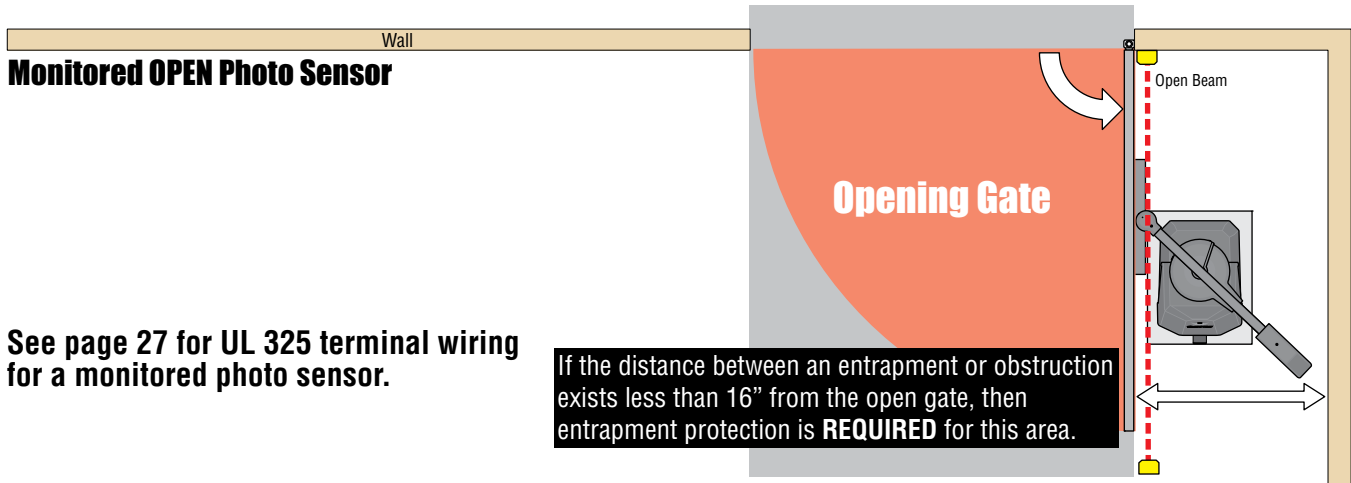 Wall
Monitored OPEN Photo Sensor
Open Beam
Opening Gate
See page 27 for UL 325 terminal wiring
for a monitored photo sensor.
If the distance between an entrapment or obstruction
exists less than 16” from the open gate, then
entrapment protection is REQUIRED for this area.